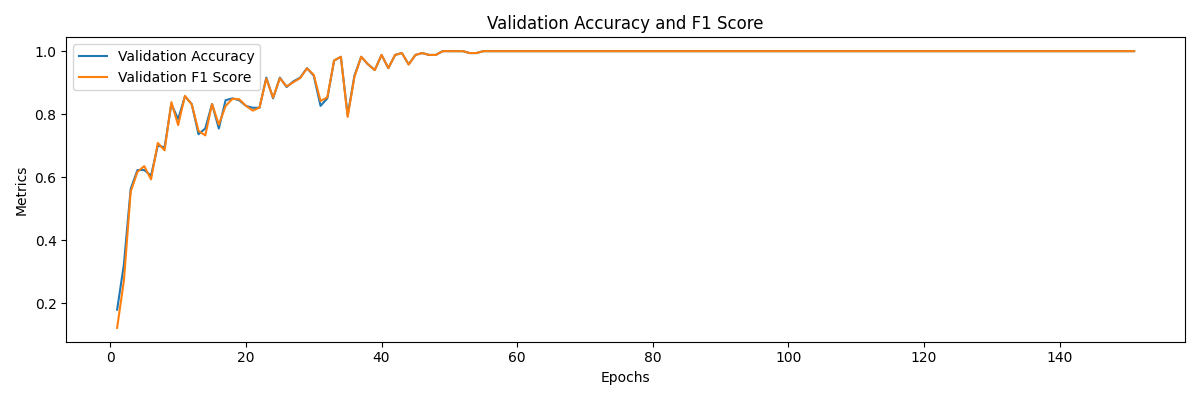 Validation Accuracy and F1 Score
Validation Accuracy
Validation F1 Score
Metrics
1.0
0.8
0.6
0.4
0.2
0 20 40 60 80 100 120 140
Epochs